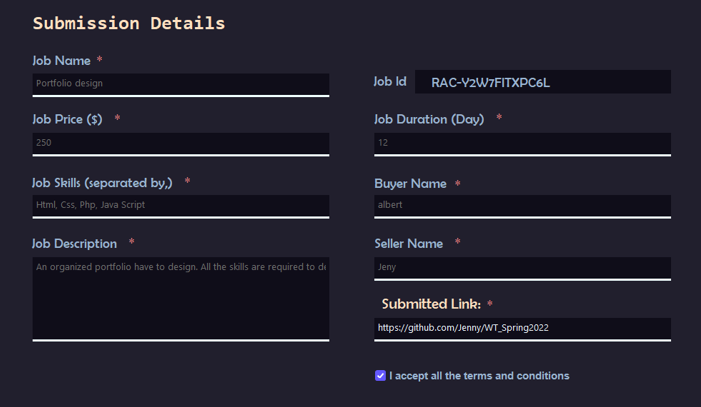 Submission Details
Job Name *
Portfolio design
Job Id RAC-Y2W7FITXPC6L
Job Price ($) *
250
Job Duration (Day) *
12
Job Skills (separated by,) *
Html, Css, Php, Java Script
Buyer Name *
albert
Job Description *
An organized portfolio have to design. All the skills are required to de
Seller Name *
Jeny
Submitted Link: *
https://github.com/Jenny/WT_Spring2022
I accept all the terms and conditions